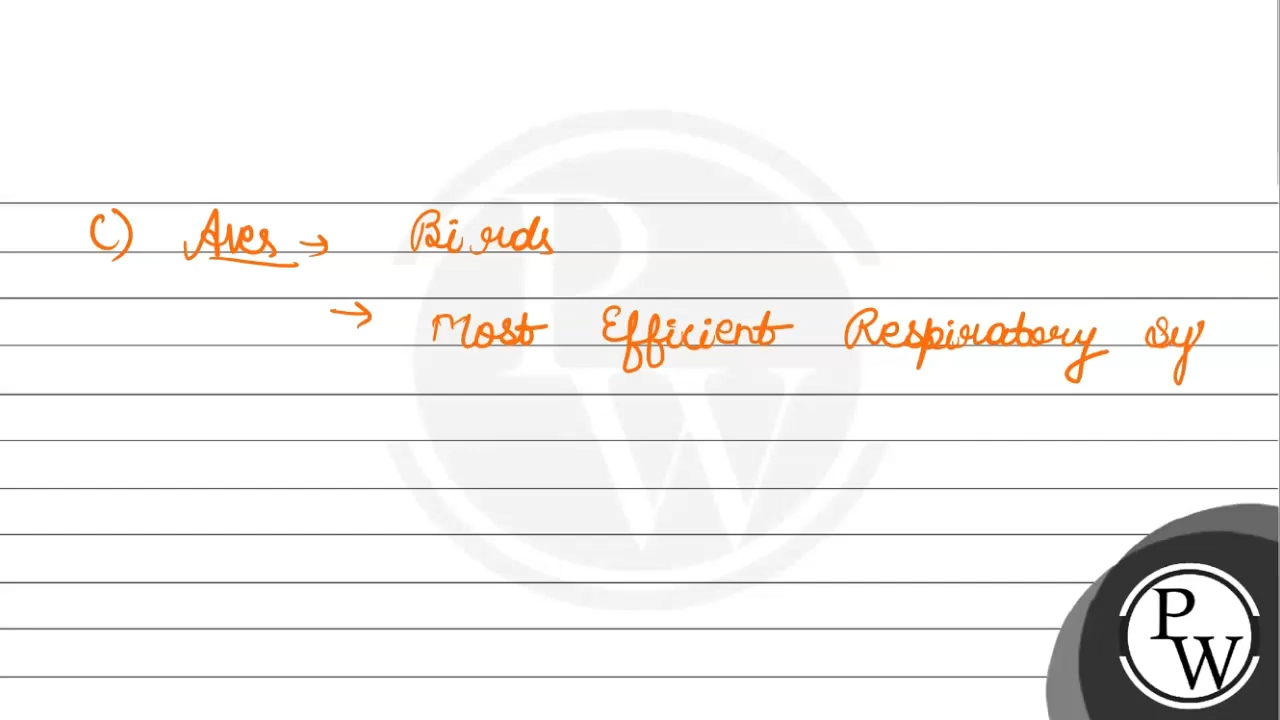 C) Aves → Birds
→ Most Efficient Respiratory Sy
P
W
P
W